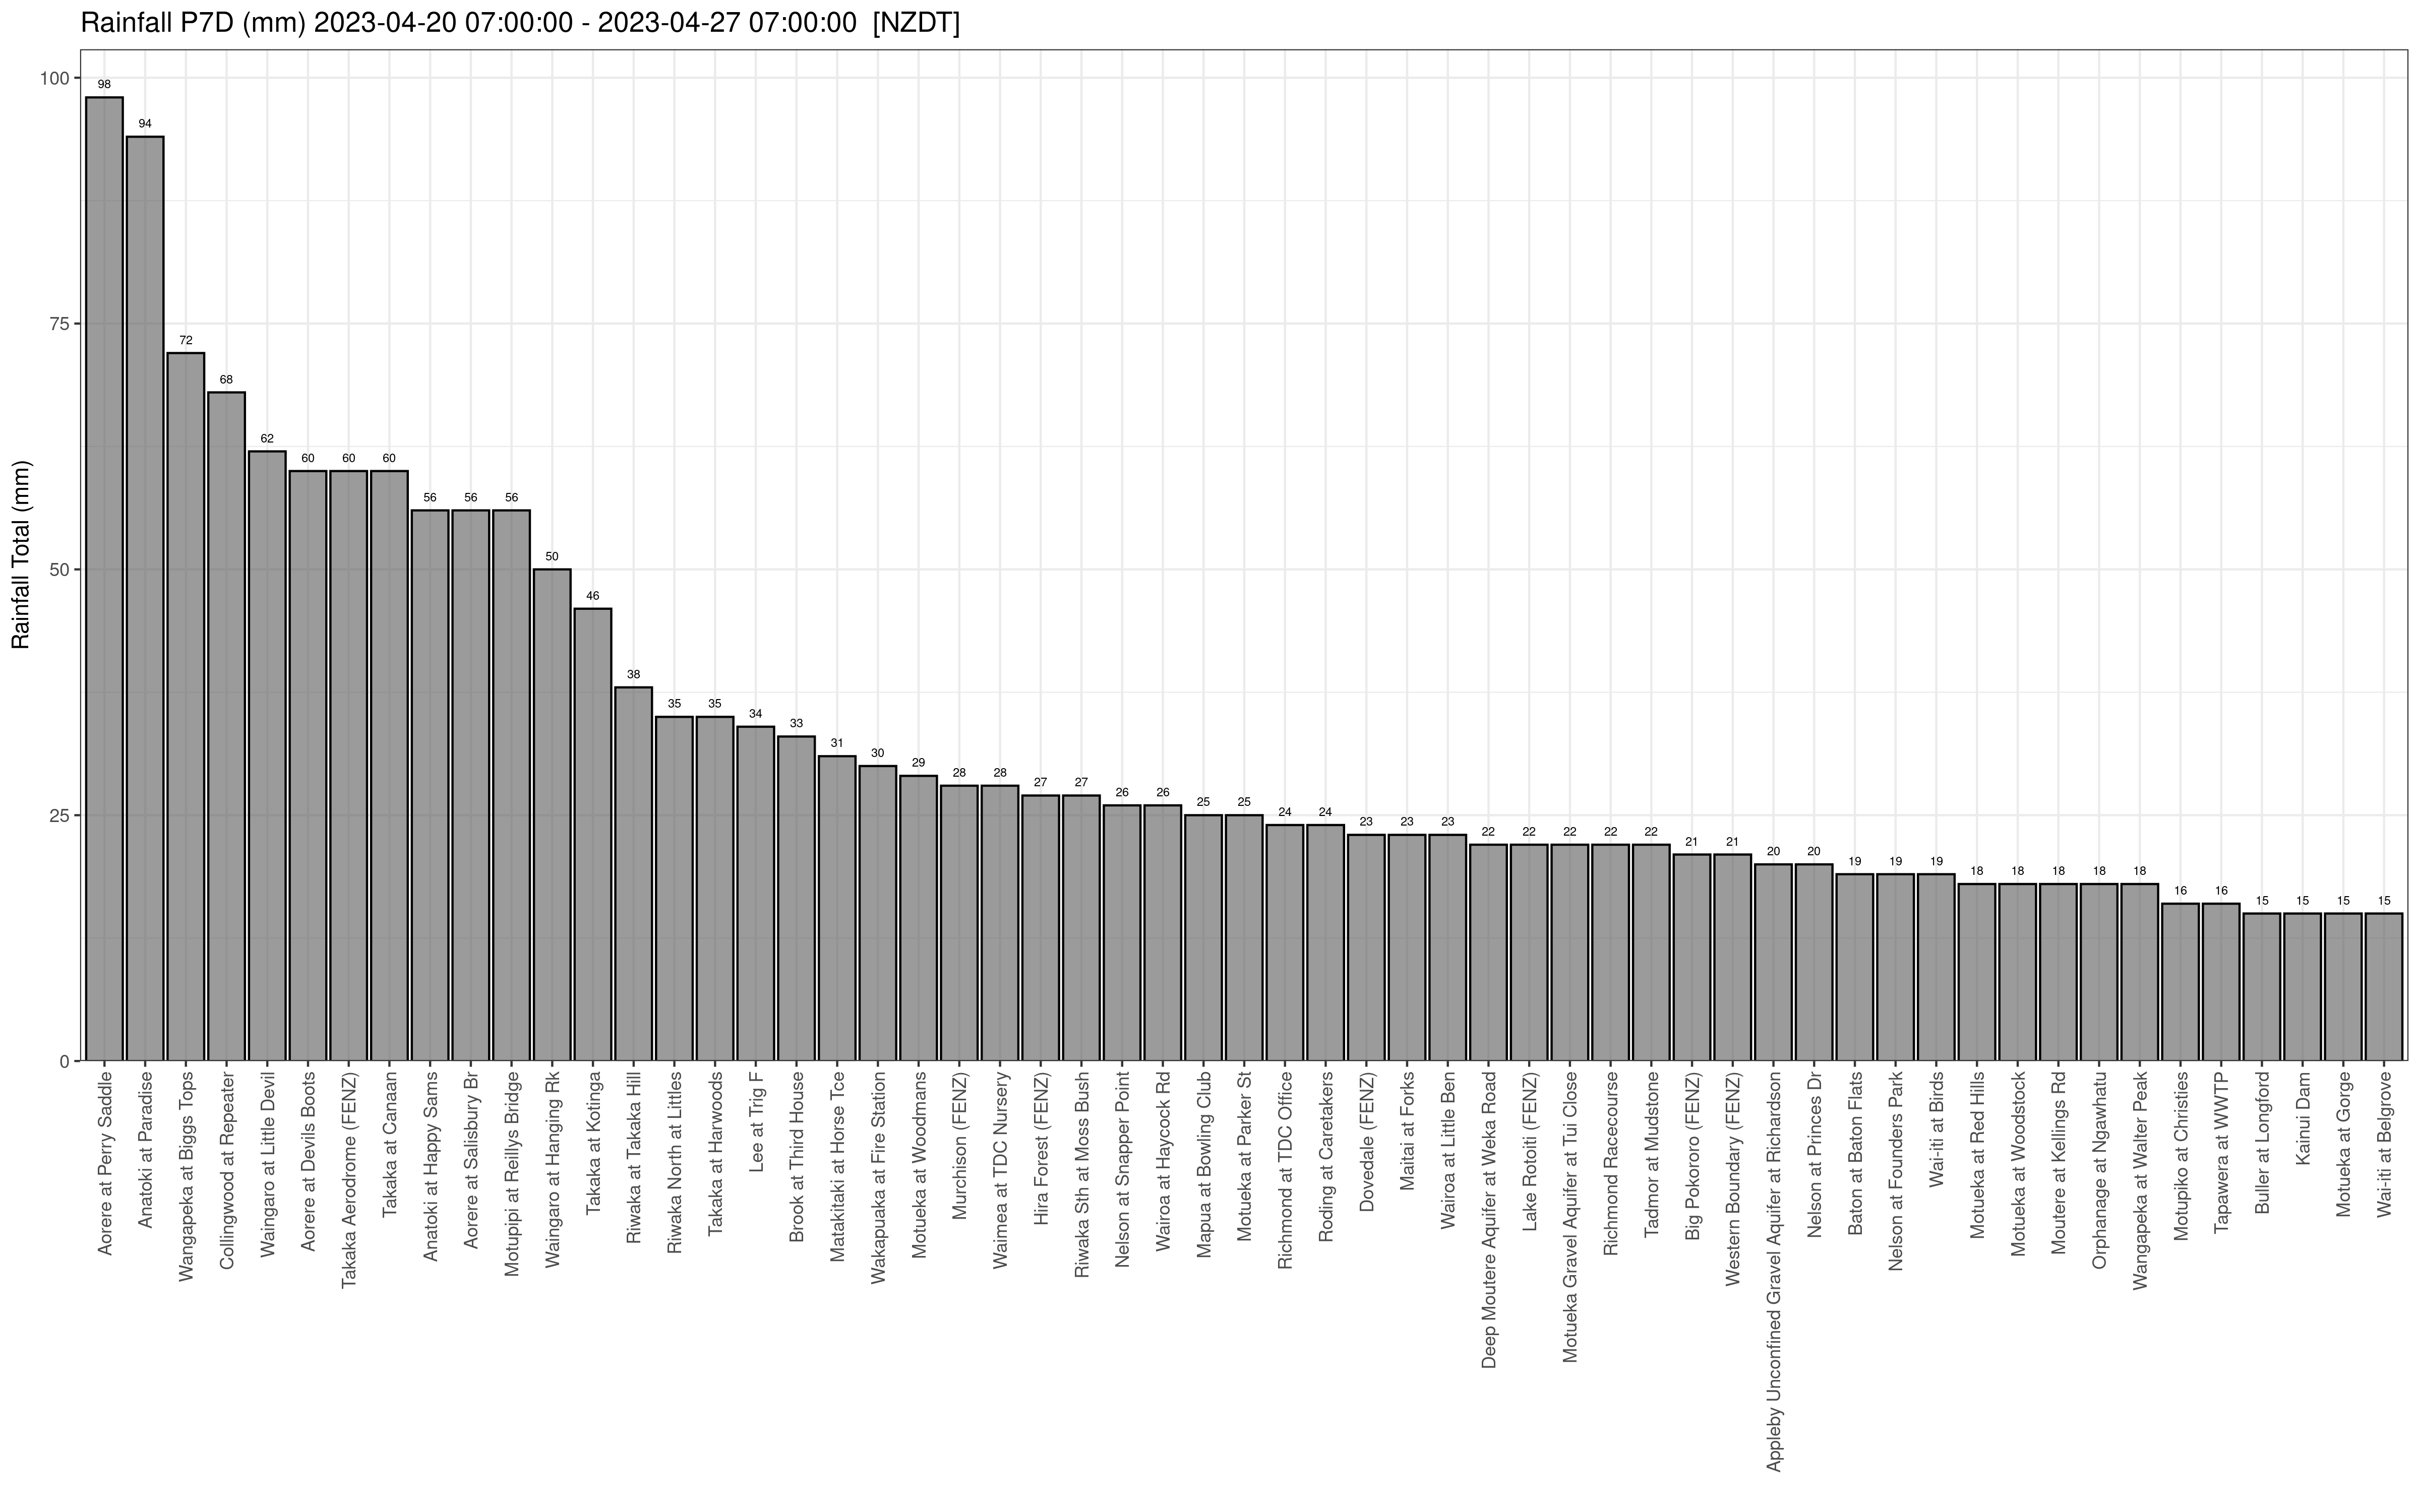 Rainfall P7D (mm) 2023-04-20 07:00:00 - 2023-04-27 07:00:00 [NZDT]
Rainfall Total (mm)
100
75
50
25
0
98
94
72
68
62
60
60
60
56
56
56
50
46
38
35
35
34
33
31
30
29
28
28
27
27
26
26
25
25
24
24
23
23
23
22
22
22
22
22
21
21
20
20
19
19
19
18
18
18
18
18
16
16
15
15
15
15
Aorere at Perry Saddle
Anatoki at Paradise
Wangapeka at Biggs Tops
Collingwood at Repeater
Waingaro at Little Devil
Aorere at Devils Boots
Takaka Aerodrome (FENZ)
Takaka at Canaan
Anatoki at Happy Sams
Aorere at Salisbury Br
Motupipi at Reillys Bridge
Waingaro at Hanging Rk
Takaka at Kotinga
Riwaka at Takaka Hill
Riwaka North at Littles
Takaka at Harwoods
Lee at Trig F
Brook at Third House
Matakitaki at Horse Tce
Wakapuaka at Fire Station
Motueka at Woodmans
Murchison (FENZ)
Waimea at TDC Nursery
Hira Forest (FENZ)
Riwaka Sth at Moss Bush
Nelson at Snapper Point
Wairoa at Haycock Rd
Mapua at Bowling Club
Motueka at Parker St
Richmond at TDC Office
Roding at Caretakers
Dovedale (FENZ)
Maitai at Forks
Wairoa at Little Ben
Deep Moutere Aquifer at Weka Road
Lake Rotoiti (FENZ)
Motueka Gravel Aquifer at Tui Close
Richmond Racecourse
Tadmor at Mudstone
Big Pokororo (FENZ)
Western Boundary (FENZ)
Appleby Unconfined Gravel Aquifer at Richardson
Nelson at Princes Dr
Baton at Baton Flats
Nelson at Founders Park
Wai-iti at Birds
Motueka at Red Hills
Motueka at Woodstock
Moutere at Kellings Rd
Orphanage at Ngawhatu
Wangapeka at Walter Peak
Motupiko at Christies
Tapawera at WWTP
Buller at Longford
Kainui Dam
Motueka at Gorge
Wai-iti at Belgrove